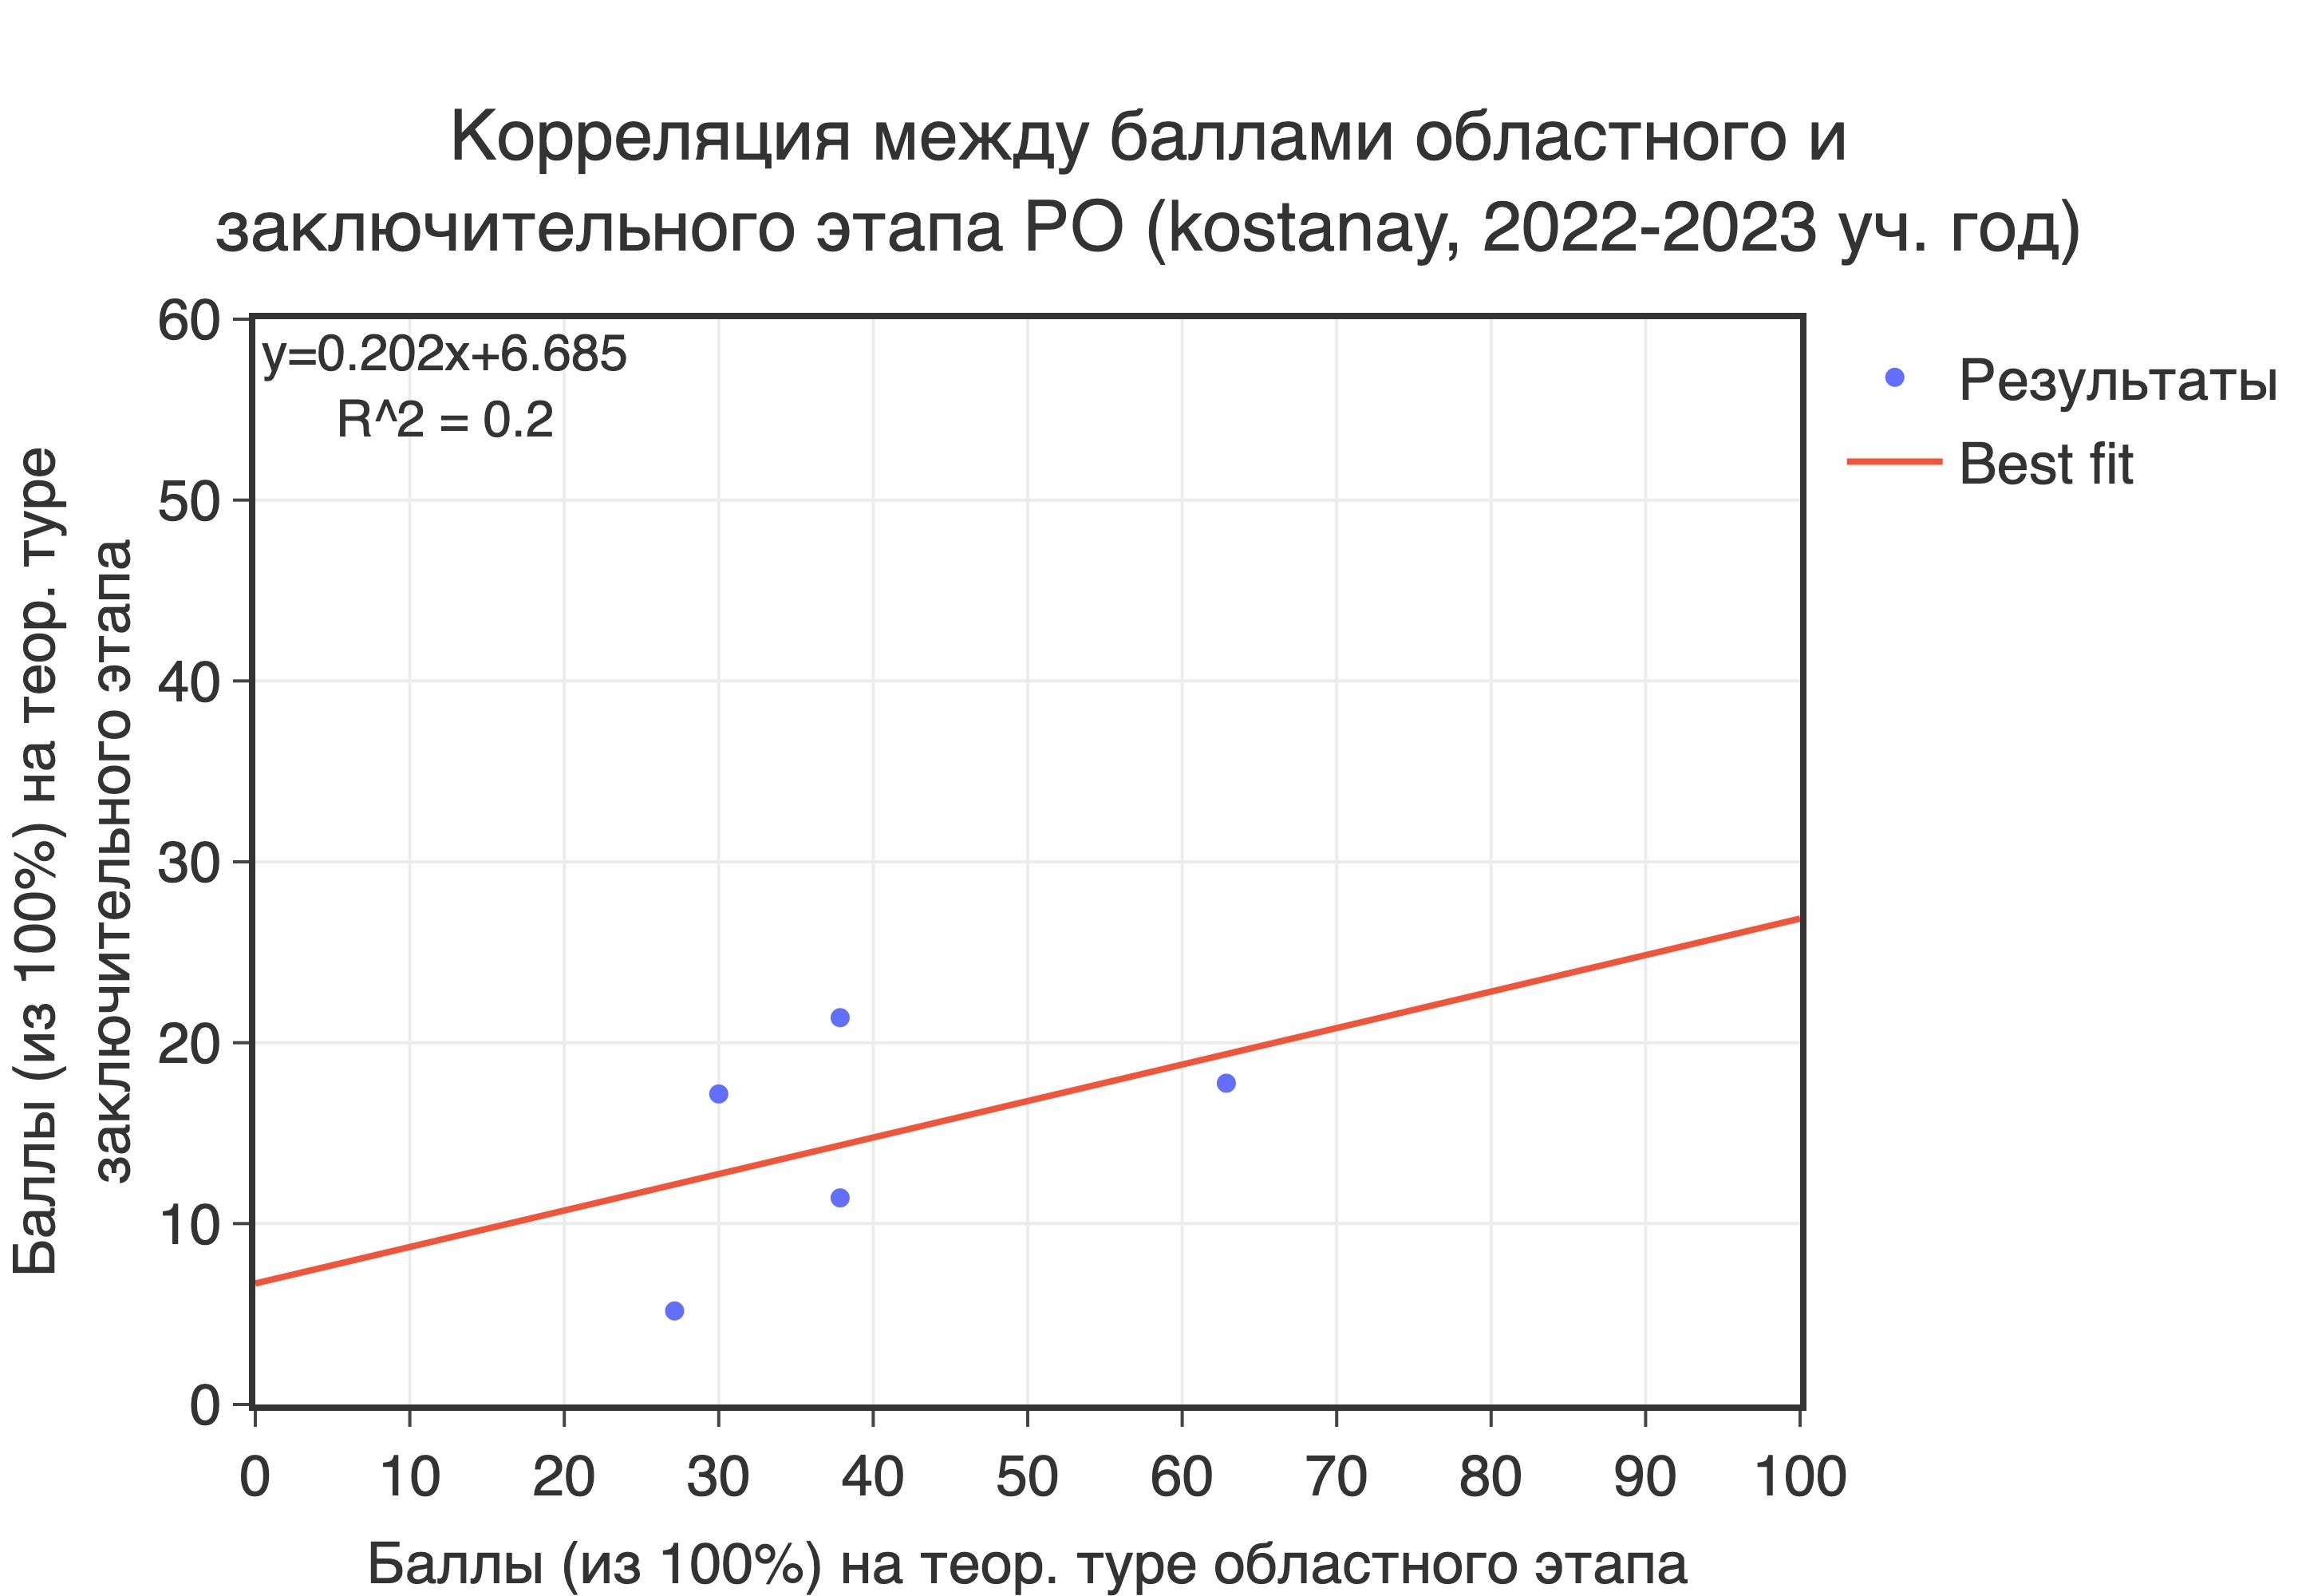 Корреляция между баллами областного и
заключительного этапа РО (kostanay, 2022-2023 уч. год)
y=0.202x+6.685
R^2 = 0.2
Результаты
Best fit
Баллы (из 100%) на теор. туре
заключительного этапа
60
50
40
30
20
10
0
0 10 20 30 40 50 60 70 80 90 100
Баллы (из 100%) на теор. туре областного этапа